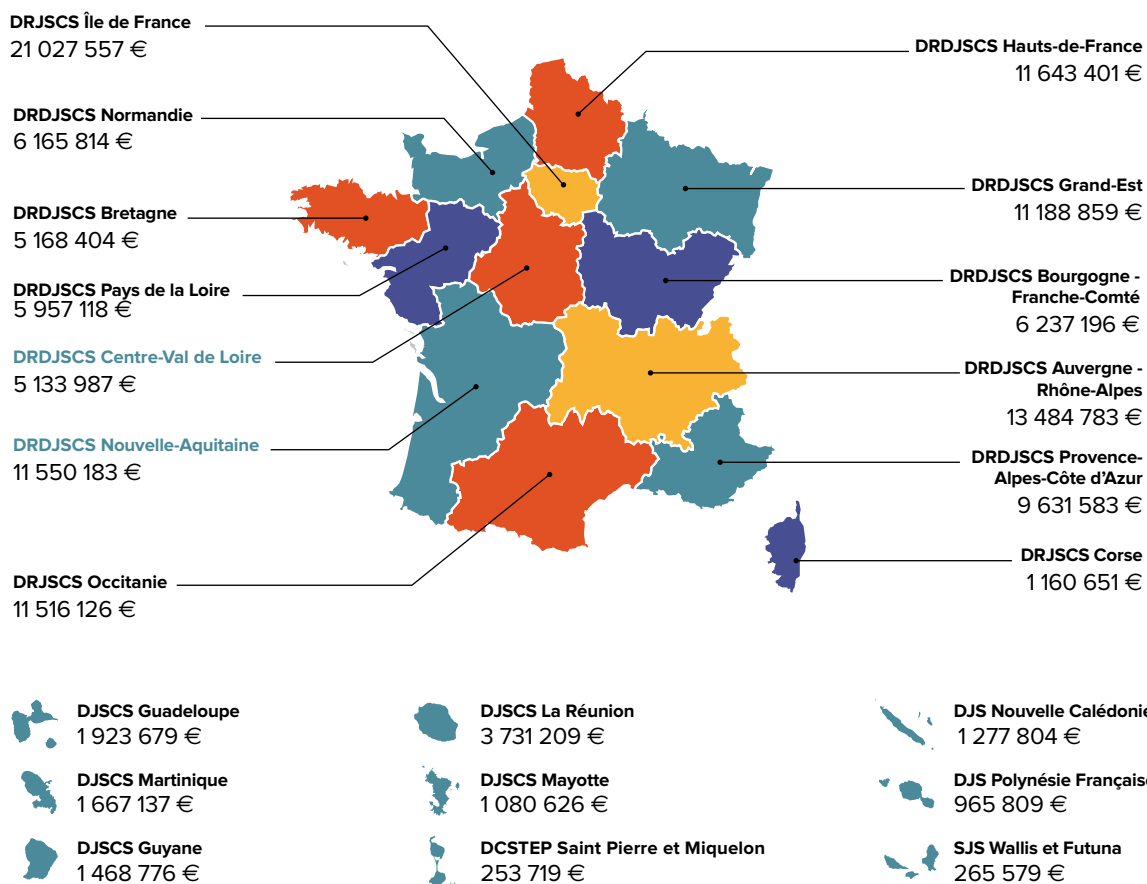 DRJSCS Île de France
21 027 557 €
DRDJSCS Normandie
6 165 814 €
DRDJSCS Bretagne
5 168 404 €
DRDJSCS Pays de la Loire
5 957 118 €
DRDJSCS Centre-Val de Loire
5 133 987 €
DRDJSCS Nouvelle-Aquitaine
11 550 183 €
DRJSCS Occitanie
11 516 126 €
DRDJSCS Hauts-de-France
11 643 401 €
DRDJSCS Grand-Est
11 188 859 €
DRDJSCS Bourgogne -
Franche-Comté
6 237 196 €
DRDJSCS Auvergne -
Rhône-Alpes
13 484 783 €
DRDJSCS Provence-
Alpes-Côte d'Azur
9 631 583 €
DRJSCS Corse
1 160 651 €
DJSCS Guadeloupe
1 923 679 €
DJSCS Martinique
1 667 137 €
DJSCS Guyane
1 468 776 €
DJSCS La Réunion
3 731 209 €
DJSCS Mayotte
1 080 626 €
DCSTEP Saint Pierre et Miquelon
253 719 €
DJS Nouvelle Calédonie
1 277 804 €
DJS Polynésie Française
965 809 €
SJS Wallis et Futuna
265 579 €